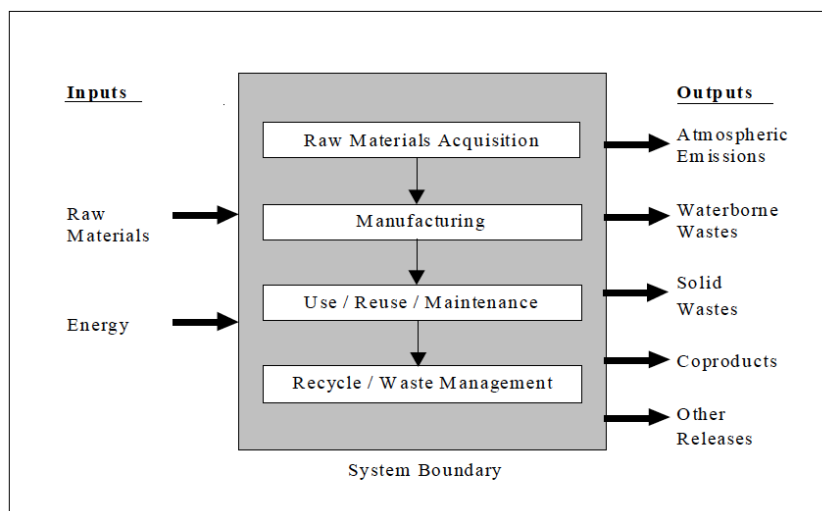 Inputs
Raw
Materials
Energy
Raw Materials Acquisition
Manufacturing
Use / Reuse / Maintenance
Recycle / Waste Management
System Boundary
Outputs
Atmospheric
Emissions
Waterborne
Wastes
Solid
Wastes
Coproducts
Other
Releases